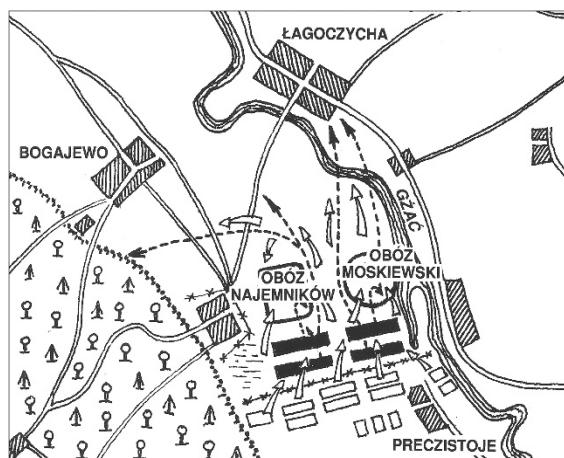 ŁAGOCZYCHA
BOGAJEWO
GŻAĆ
OBÓZ
NAJEMNIKÓW
OBÓZ
MOSKIEWSKI
PRECZISTOJE